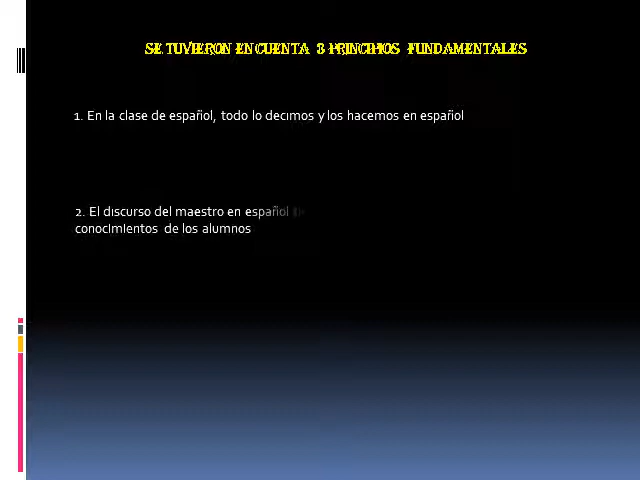 SE TUVIERON EN CUENTA 3 PRINCIPIOS FUNDAMENTALES
1. En la clase de español, todo lo decimos y los hacemos en español
2. El discurso del maestro en español
conocimientos de los alumnos